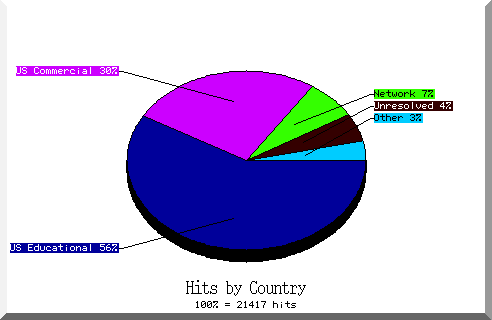 US Commercial 30%
Network 7%
Unresolved 4%
Other 3%
US Educational 56%
Hits by Country
100% = 21417 hits